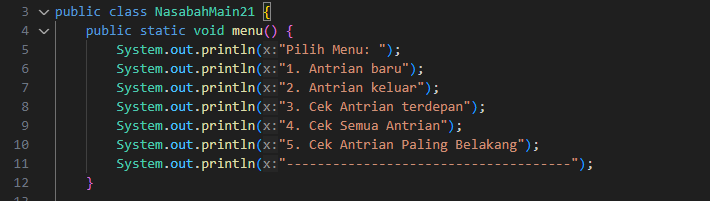 3 public class NasabahMain21 {
4 public static void menu() {
5 System.out.println(x:"Pilih Menu: ");
6 System.out.println(x:"1. Antrian baru");
7 System.out.println(x:"2. Antrian keluar");
8 System.out.println(x:"3. Cek Antrian terdepan");
9 System.out.println(x:"4. Cek Semua Antrian");
10 System.out.println(x:"5. Cek Antrian Paling Belakang");
11 System.out.println(x:"-------------------------------------");
12 }
13